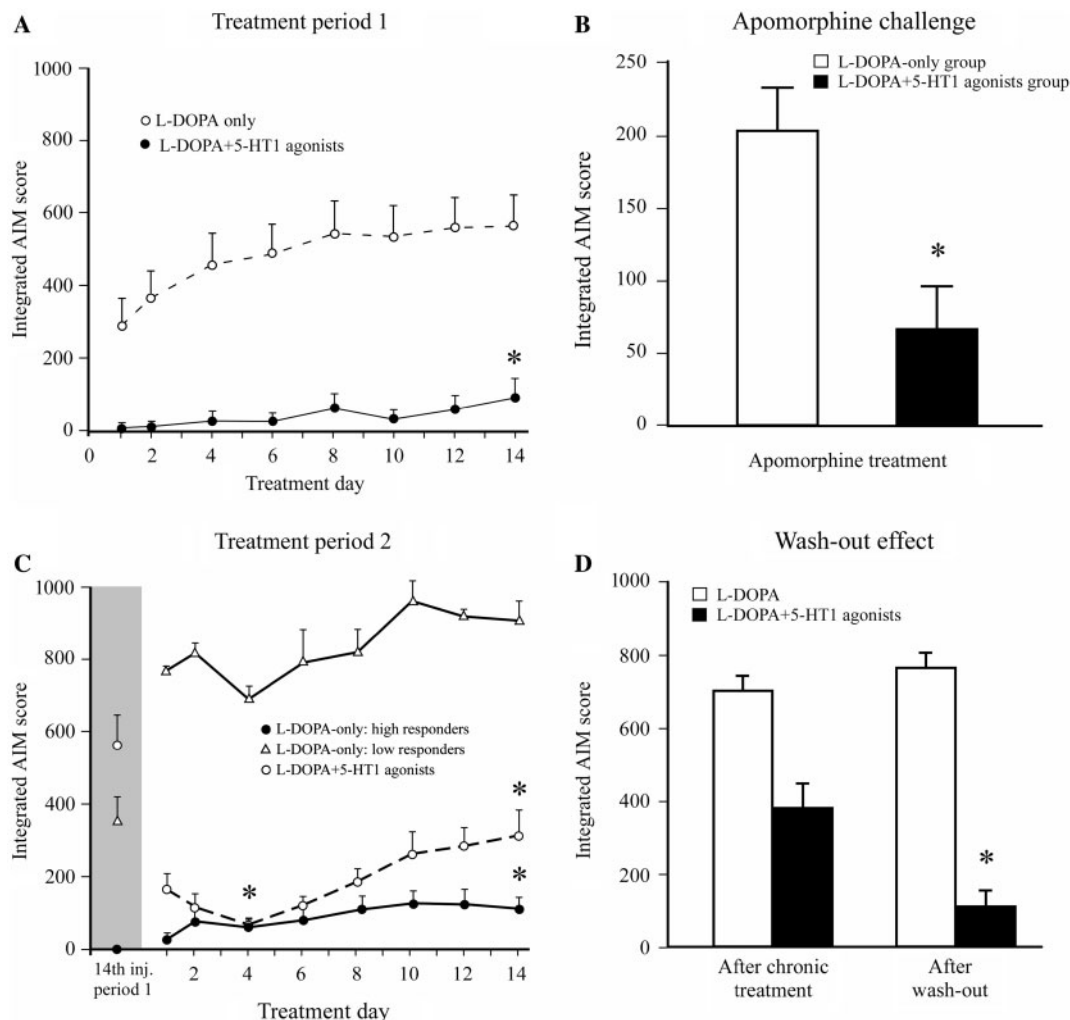 A
Treatment period 1
1000
800
600
400
200
0
Integrated AIM score
L-DOPA only
L-DOPA+5-HT1 agonists
*
0 2 4 6 8 10 12 14
Treatment day
B
Apomorphine challenge
L-DOPA-only group
L-DOPA+5-HT1 agonists group
250
200
150
100
50
0
Integrated AIM score
*
Apomorphine treatment
C
Treatment period 2
1000
800
600
400
200
0
Integrated AIM score
L-DOPA-only: high responders
L-DOPA-only: low responders
L-DOPA+5-HT1 agonists
*
*
*
14th inj.
period 1
2 4 6 8 10 12 14
Treatment day
D
Wash-out effect
1000
800
600
400
200
0
Integrated AIM score
L-DOPA
L-DOPA+5-HT1 agonists
*
After chronic
treatment
After
wash-out